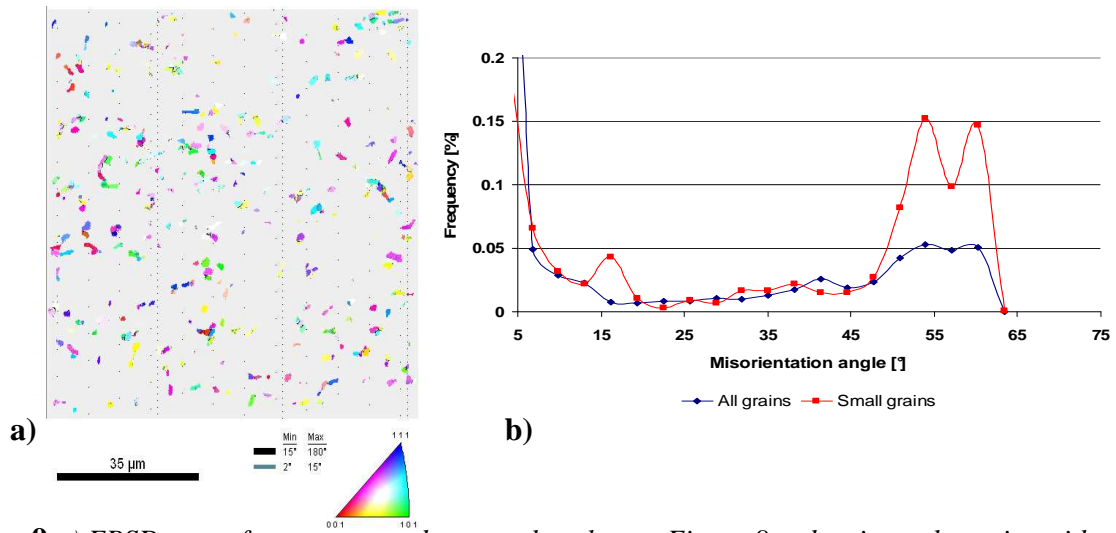 0.2
0.15
0.1
0.05
0
5 15 25 35 45 55 65 75
Frequency [%]
Misorientation angle [°]
All grains Small grains
a)
b)
35 µm
Min Max
15° 180°
2° 15°
111
001 101